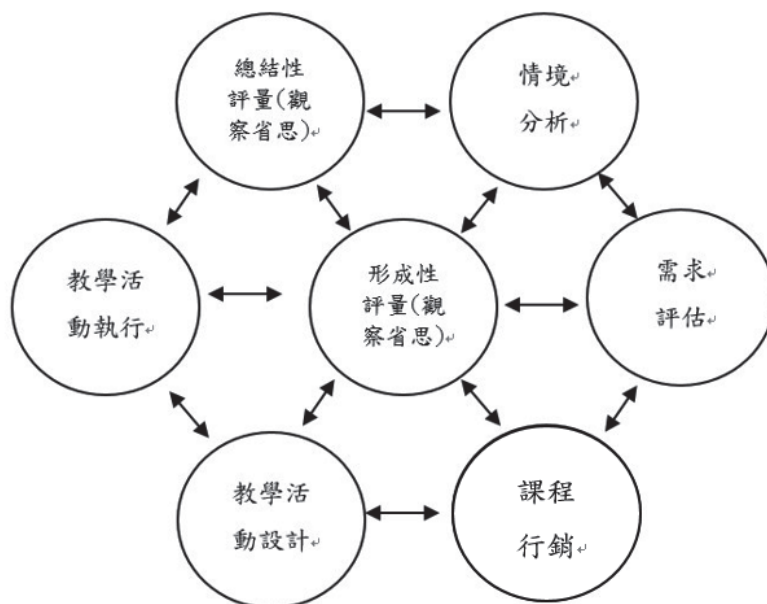 總結性
評量(觀
察省思)
情境
分析
教學活
動執行
形成性
評量(觀
察省思)
需求
評估
教學活
動設計
課程
行銷